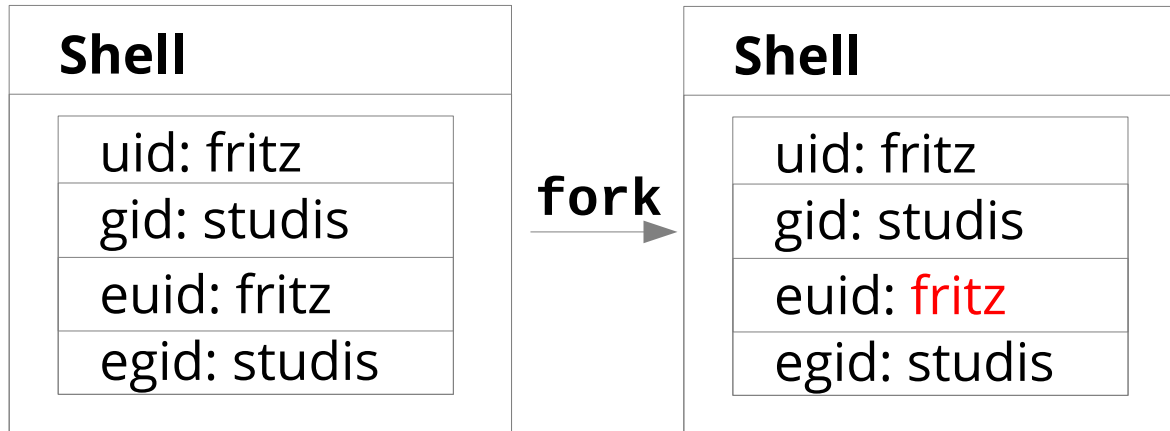 Shell
uid: fritz
gid: studis
euid: fritz
egid: studis
fork
Shell
uid: fritz
gid: studis
euid: fritz
egid: studis